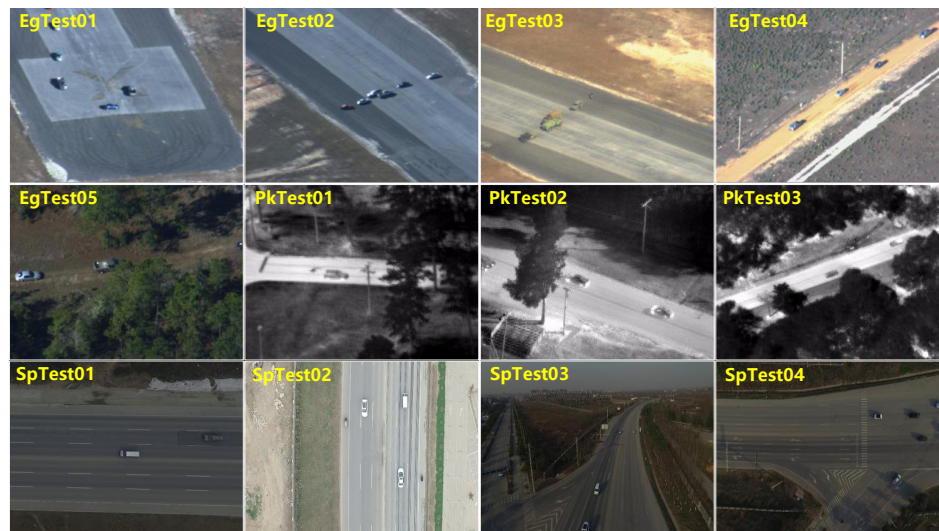 EgTest01
EgTest02
EgTest03
EgTest04
EgTest05
PkTest01
PkTest02
PkTest03
SpTest01
SpTest02
SpTest03
SpTest04